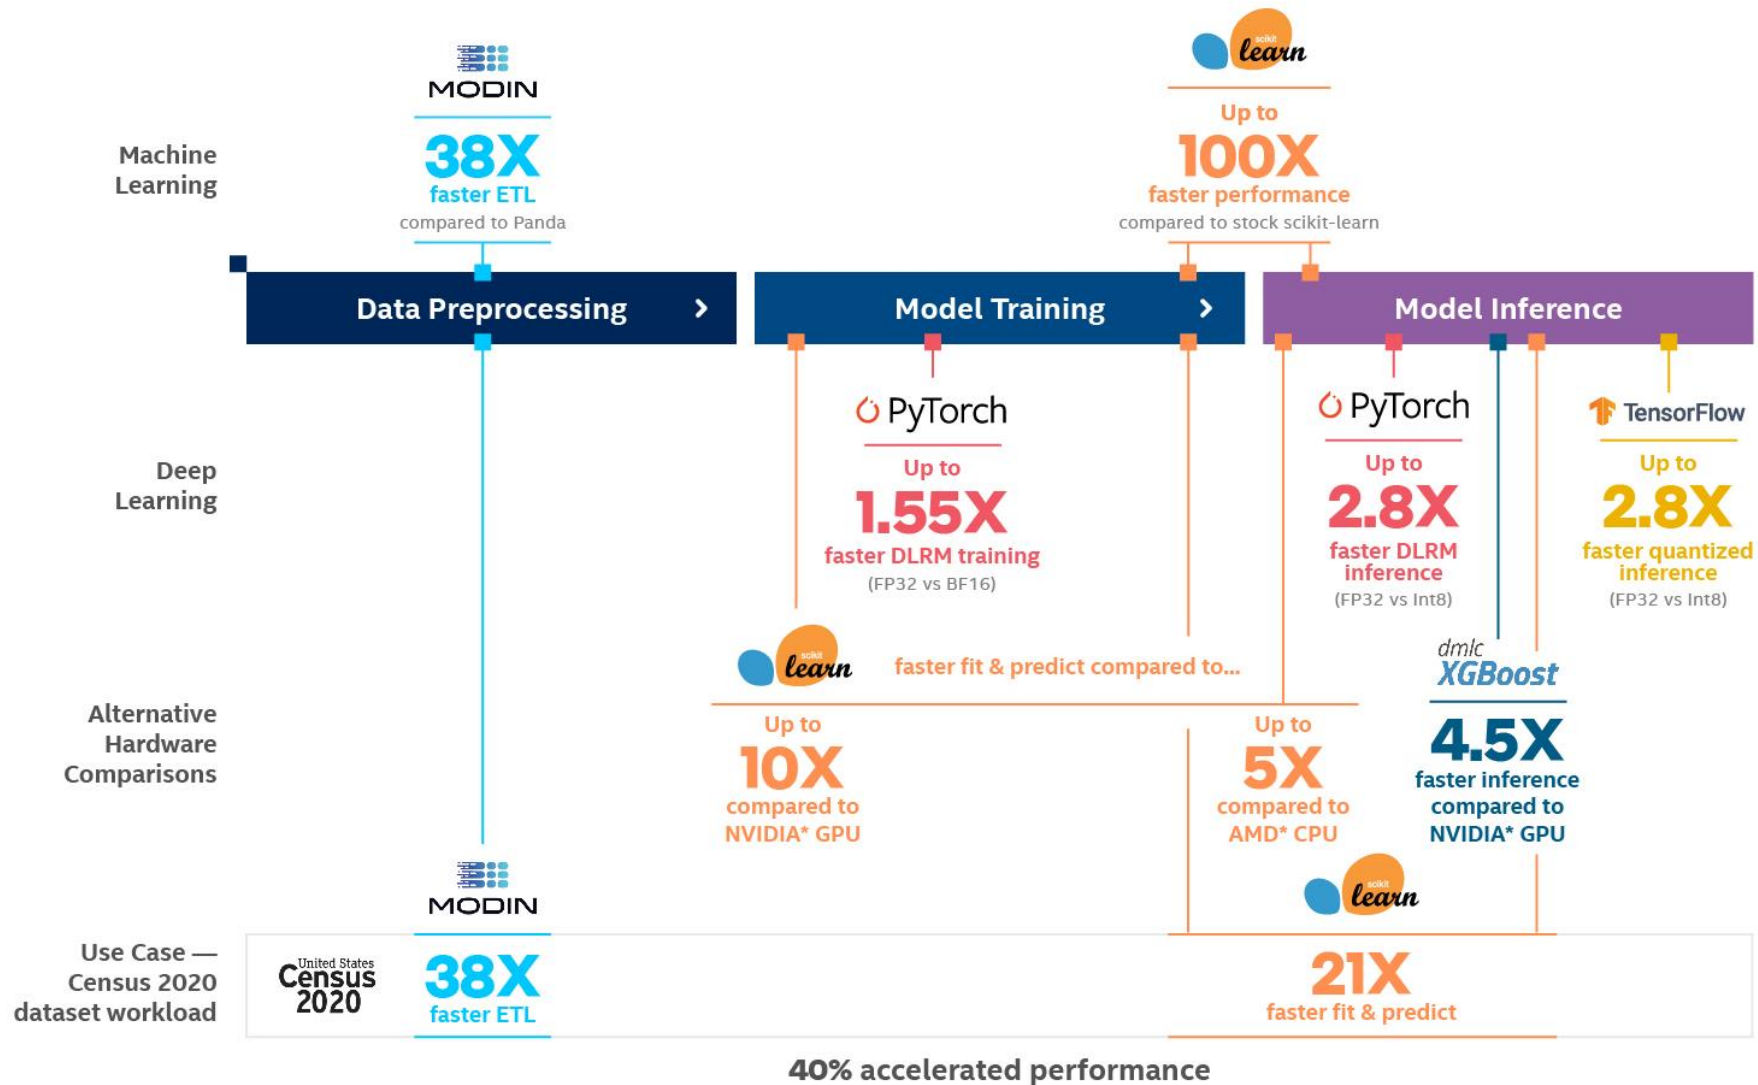 MODIN
38X
faster ETL
compared to Panda
scikit
learn
Up to
100X
faster performance
compared to stock scikit-learn
Machine
Learning
Data Preprocessing
Model Training
Model Inference
Deep
Learning
PyTorch
Up to
1.55X
faster DLRM training
(FP32 vs BF16)
PyTorch
Up to
2.8X
faster DLRM
inference
(FP32 vs Int8)
TensorFlow
Up to
2.8X
faster quantized
inference
(FP32 vs Int8)
Alternative
Hardware
Comparisons
scikit
learn
faster fit & predict compared to...
Up to
10X
compared to
NVIDIA* GPU
Up to
5X
compared to
AMD* CPU
dmlc
XGBoost
4.5X
faster inference
compared to
NVIDIA* GPU
Use Case —
Census 2020
dataset workload
United States
Census
2020
MODIN
38X
faster ETL
scikit
learn
21X
faster fit & predict
40% accelerated performance